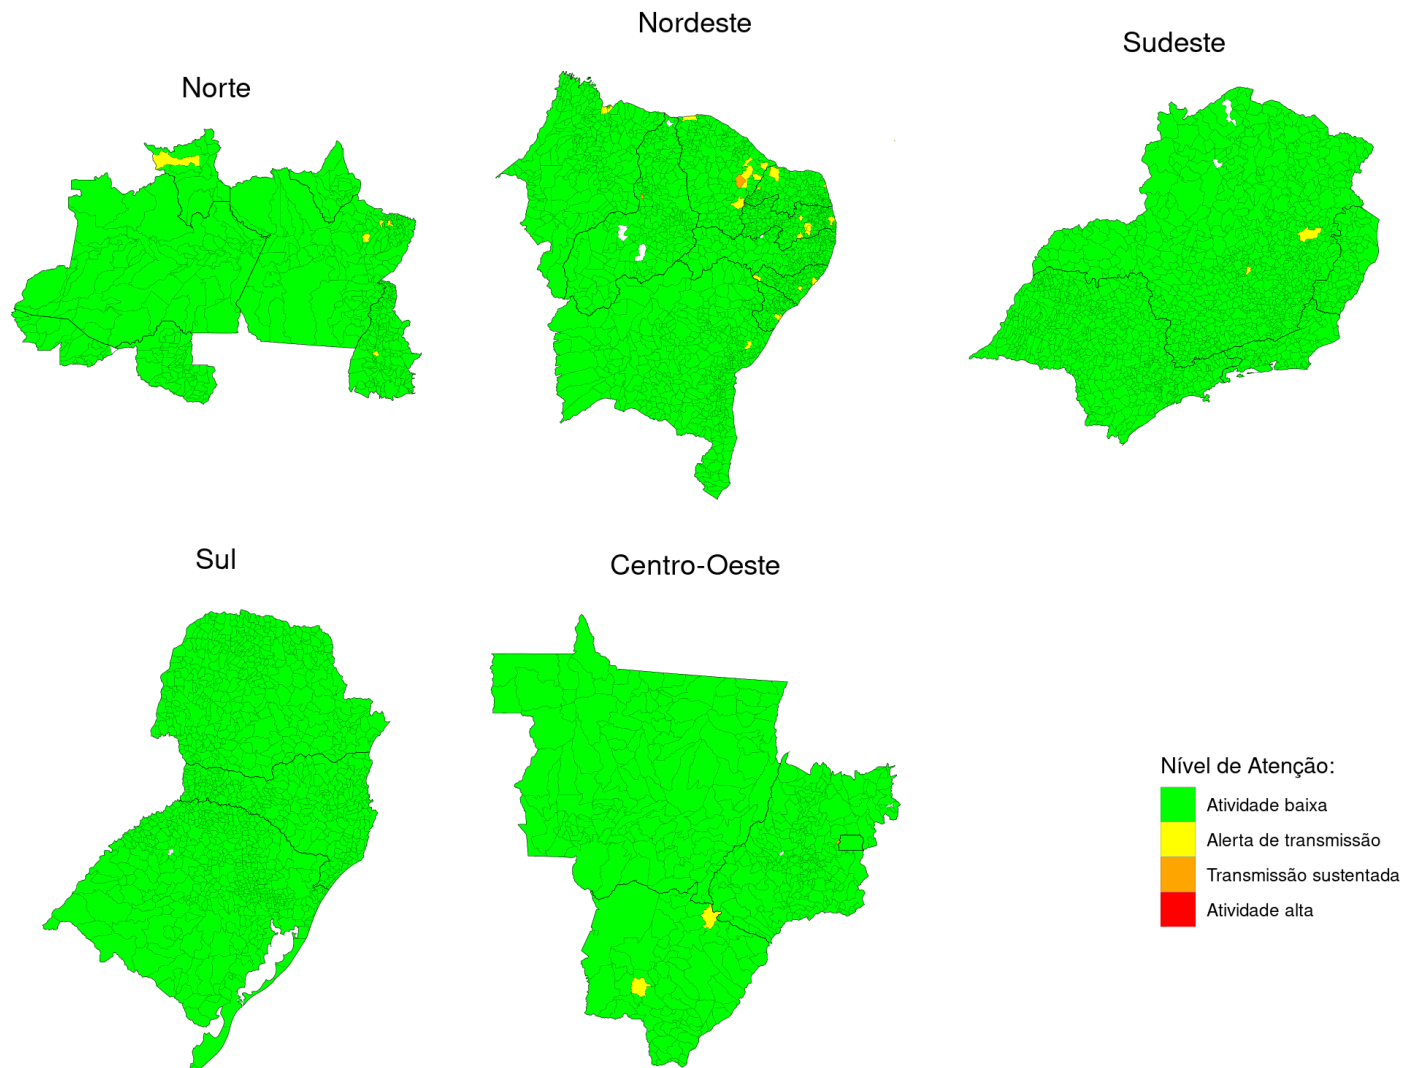 Norte
Nordeste
Sudeste
Sul
Centro-Oeste
Nível de Atenção:
Atividade baixa
Alerta de transmissão
Transmissão sustentada
Atividade alta